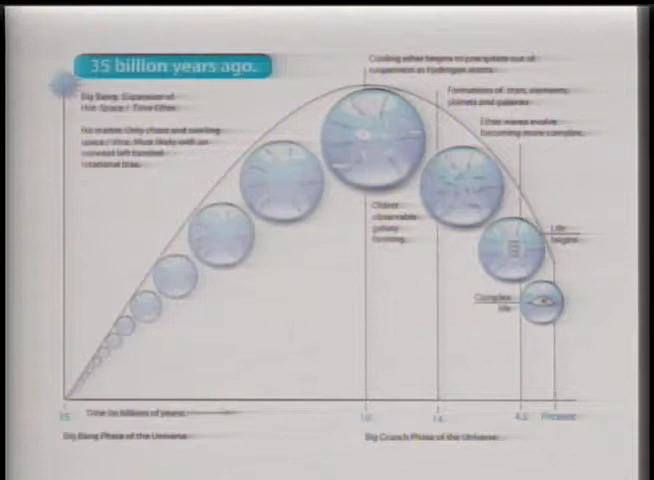 35 billion years ago.
Cooling ether begins to precipitate out of
suspension as hydrogen atoms.
Big Bang. Expansion of
Hot Space / Time Ether.
Formations of stars, elements,
planets and galaxies.
No matter. Only chaos and swirling
space / time. Most likely with an
outward left handed
rotational bias.
Ether waves evolve
becoming more complex.
Oldest
observable
galaxy
forming.
Life
begins
Complex
life
35
Time (in billions of years)
14
4.5
Present
Big Bang Phase of the Universe
Big Crunch Phase of the Universe